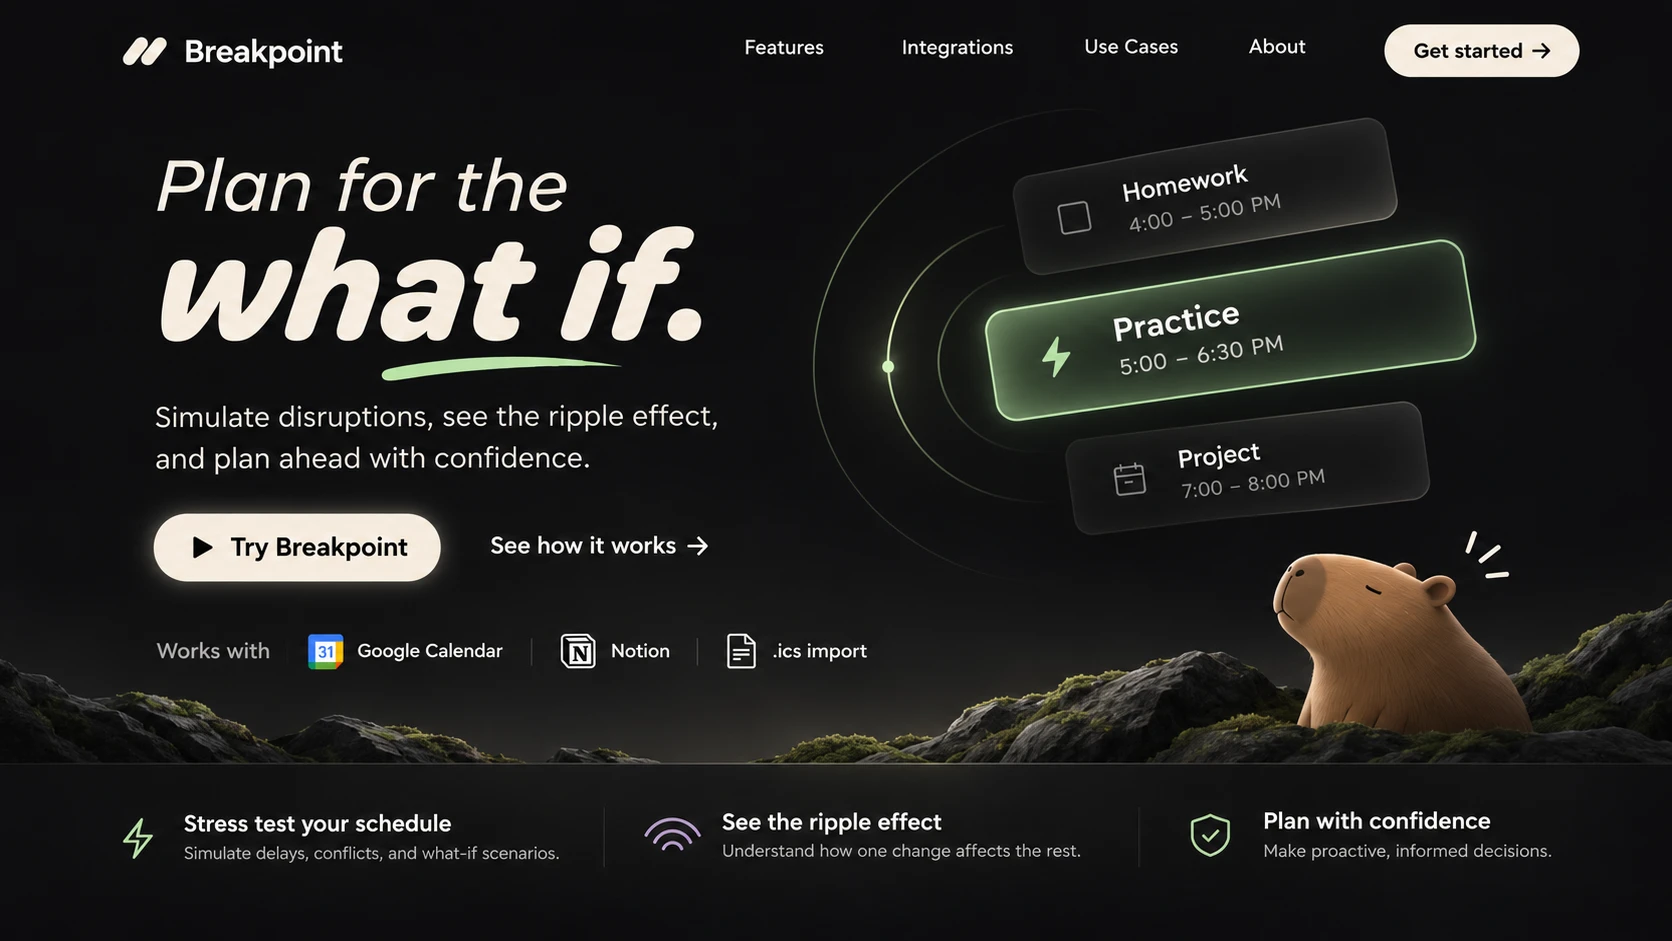 Breakpoint
Features
Integrations
Use Cases
About
Get started →
Plan for the
what if.
Simulate disruptions, see the ripple effect,
and plan ahead with confidence.
Try Breakpoint
See how it works →
Works with
31
Google Calendar
N
Notion
.ics import
Homework
4:00 – 5:00 PM
Practice
5:00 – 6:30 PM
Project
7:00 – 8:00 PM
Stress test your schedule
Simulate delays, conflicts, and what-if scenarios.
See the ripple effect
Understand how one change affects the rest.
Plan with confidence
Make proactive, informed decisions.